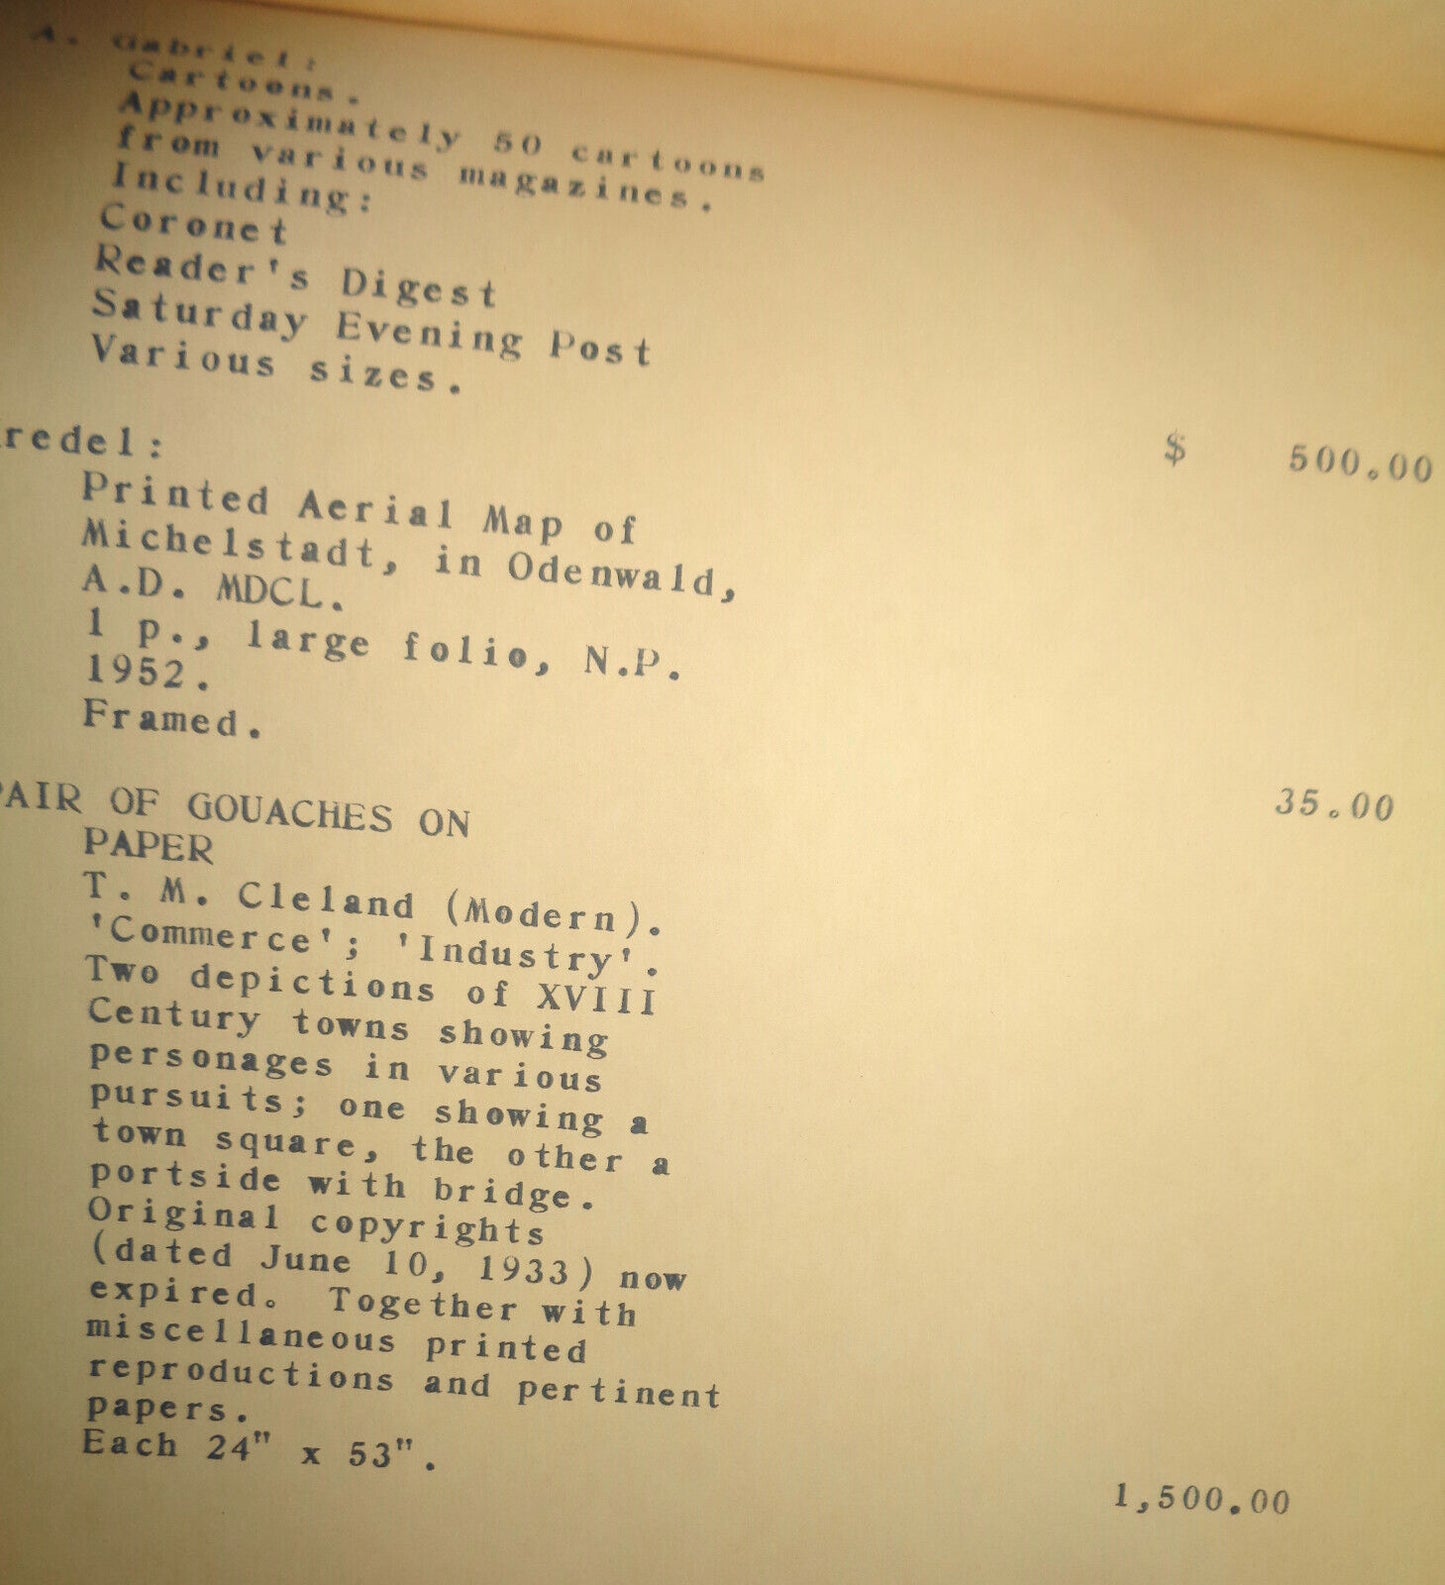 A. Gabriel:
Cartoons.
Approximately 50 cartoons
from various magazines.
Including:
Coronet
Reader's Digest
Saturday Evening Post
Various sizes.
$ 500.00
redel:
Printed Aerial Map of
Michelstadt, in Odenwald,
A.D. MDCL.
1 p., large folio, N.P.
1952.
Framed.
35.00
PAIR OF GOUACHES ON
PAPER
T. M. Cleland (Modern).
'Commerce'; 'Industry'.
Two depictions of XVIII
Century towns showing
personages in various
pursuits; one showing a
town square, the other a
portside with bridge.
Original copyrights
(dated June 10, 1933) now
expired. Together with
miscellaneous printed
reproductions and pertinent
papers.
Each 24" x 53".
1,500.00